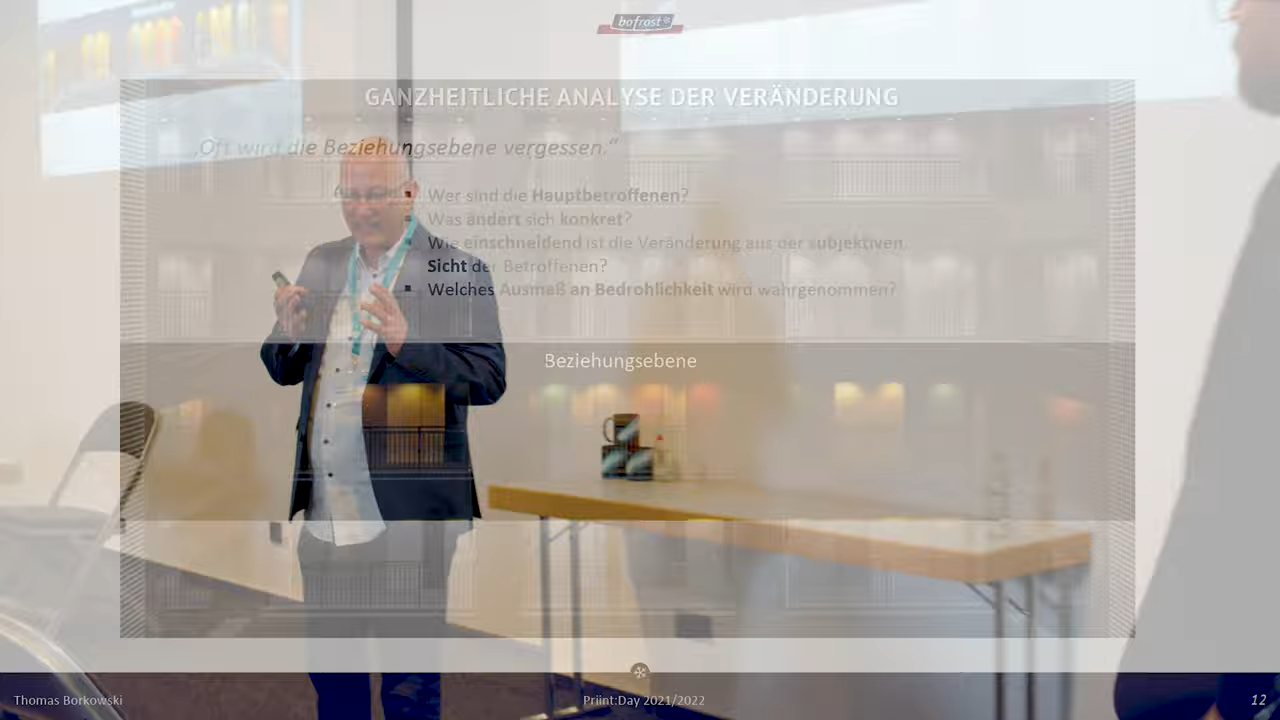 bofrost*
GANZHEITLICHE ANALYSE DER VERÄNDERUNG
„Oft wird die Beziehungsebene vergessen.“
▪ Wer sind die Hauptbetroffenen?
▪ Was ändert sich konkret?
▪ Wie einschneidend ist die Veränderung aus der subjektiven
Sicht der Betroffenen?
▪ Welches Ausmaß an Bedrohlichkeit wird wahrgenommen?
Beziehungsebene
Thomas Borkowski
Priint:Day 2021/2022
12